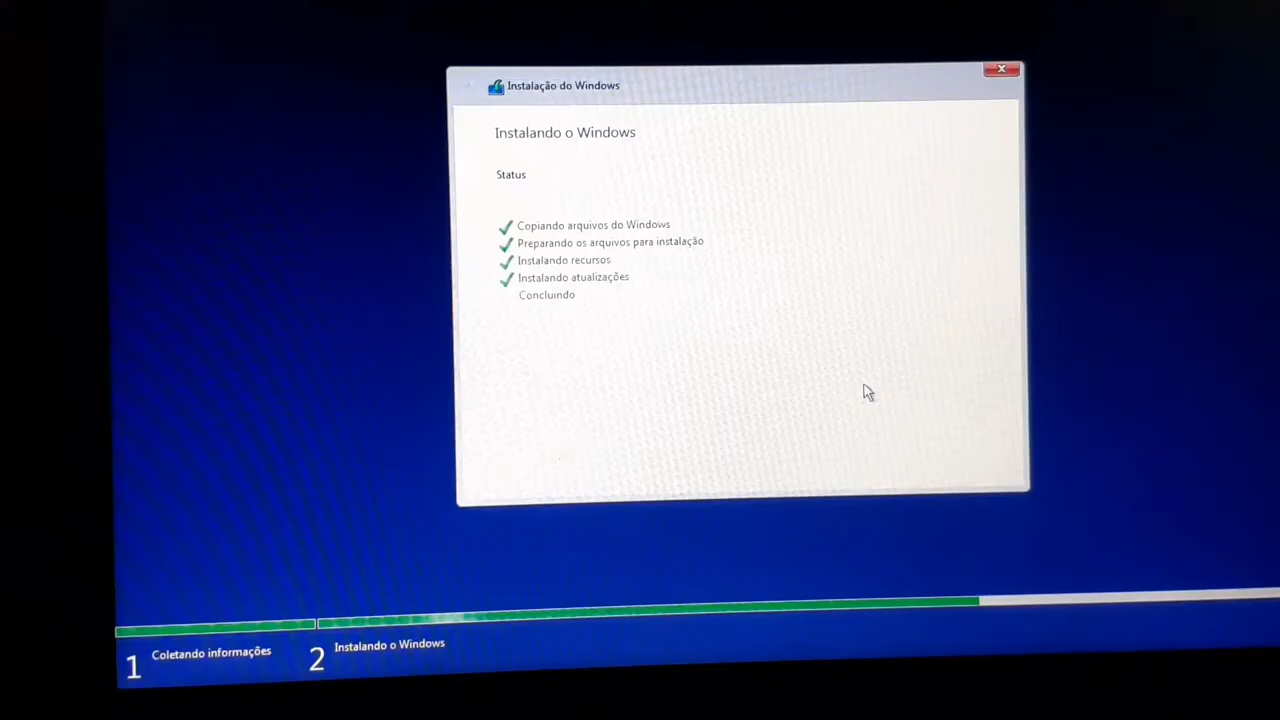 Instalação do Windows
Instalando o Windows
Status
Copiando arquivos do Windows
Preparando os arquivos para instalação
Instalando recursos
Instalando atualizações
Concluindo
1 Coletando informações
2 Instalando o Windows